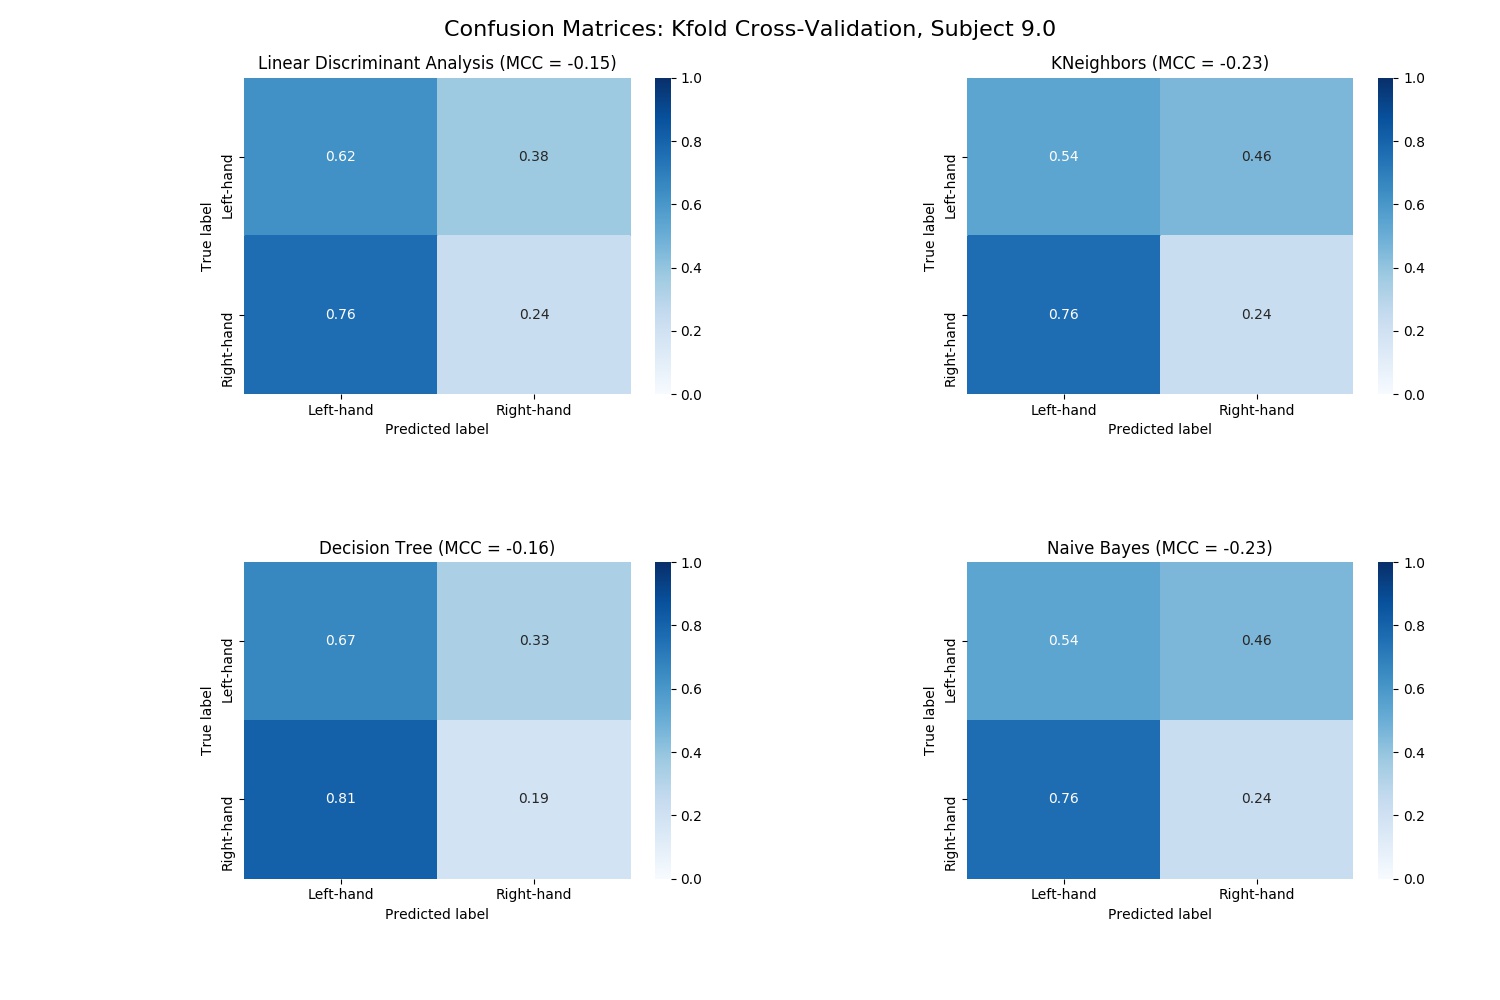 Confusion Matrices: Kfold Cross-Validation, Subject 9.0
Linear Discriminant Analysis (MCC = -0.15)
True label
Left-hand
Right-hand
0.62 0.38
0.76 0.24
Left-hand Right-hand
Predicted label
1.0
0.8
0.6
0.4
0.2
0.0
KNeighbors (MCC = -0.23)
True label
Left-hand
Right-hand
0.54 0.46
0.76 0.24
Left-hand Right-hand
Predicted label
1.0
0.8
0.6
0.4
0.2
0.0
Decision Tree (MCC = -0.16)
True label
Left-hand
Right-hand
0.67 0.33
0.81 0.19
Left-hand Right-hand
Predicted label
1.0
0.8
0.6
0.4
0.2
0.0
Naive Bayes (MCC = -0.23)
True label
Left-hand
Right-hand
0.54 0.46
0.76 0.24
Left-hand Right-hand
Predicted label
1.0
0.8
0.6
0.4
0.2
0.0